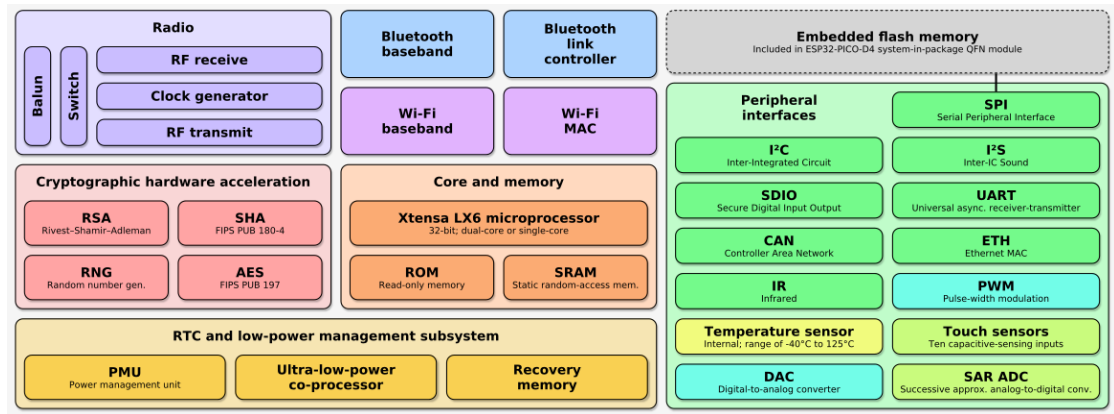 Radio
Balun
Switch
RF receive
Clock generator
RF transmit
Bluetooth
baseband
Bluetooth
link
controller
Wi-Fi
baseband
Wi-Fi
MAC
Embedded flash memory
Included in ESP32-PICO-D4 system-in-package QFN module
Cryptographic hardware acceleration
RSA
Rivest–Shamir–Adleman
SHA
FIPS PUB 180-4
RNG
Random number gen.
AES
FIPS PUB 197
Core and memory
Xtensa LX6 microprocessor
32-bit; dual-core or single-core
ROM
Read-only memory
SRAM
Static random-access mem.
RTC and low-power management subsystem
PMU
Power management unit
Ultra-low-power
co-processor
Recovery
memory
Peripheral
interfaces
SPI
Serial Peripheral Interface
I²C
Inter-Integrated Circuit
I²S
Inter-IC Sound
SDIO
Secure Digital Input Output
UART
Universal async. receiver-transmitter
CAN
Controller Area Network
ETH
Ethernet MAC
IR
Infrared
PWM
Pulse-width modulation
Temperature sensor
Internal; range of -40°C to 125°C
Touch sensors
Ten capacitive-sensing inputs
DAC
Digital-to-analog converter
SAR ADC
Successive approx. analog-to-digital conv.